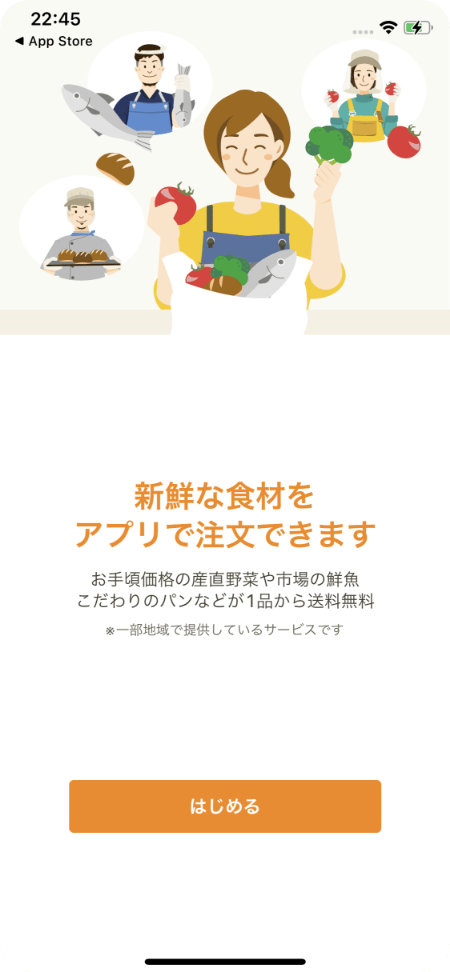 22:45
◀ App Store
新鮮な食材を
アプリで注文できます
お手頃価格の産直野菜や市場の鮮魚
こだわりのパンなどが1品から送料無料
※一部地域で提供しているサービスです
はじめる